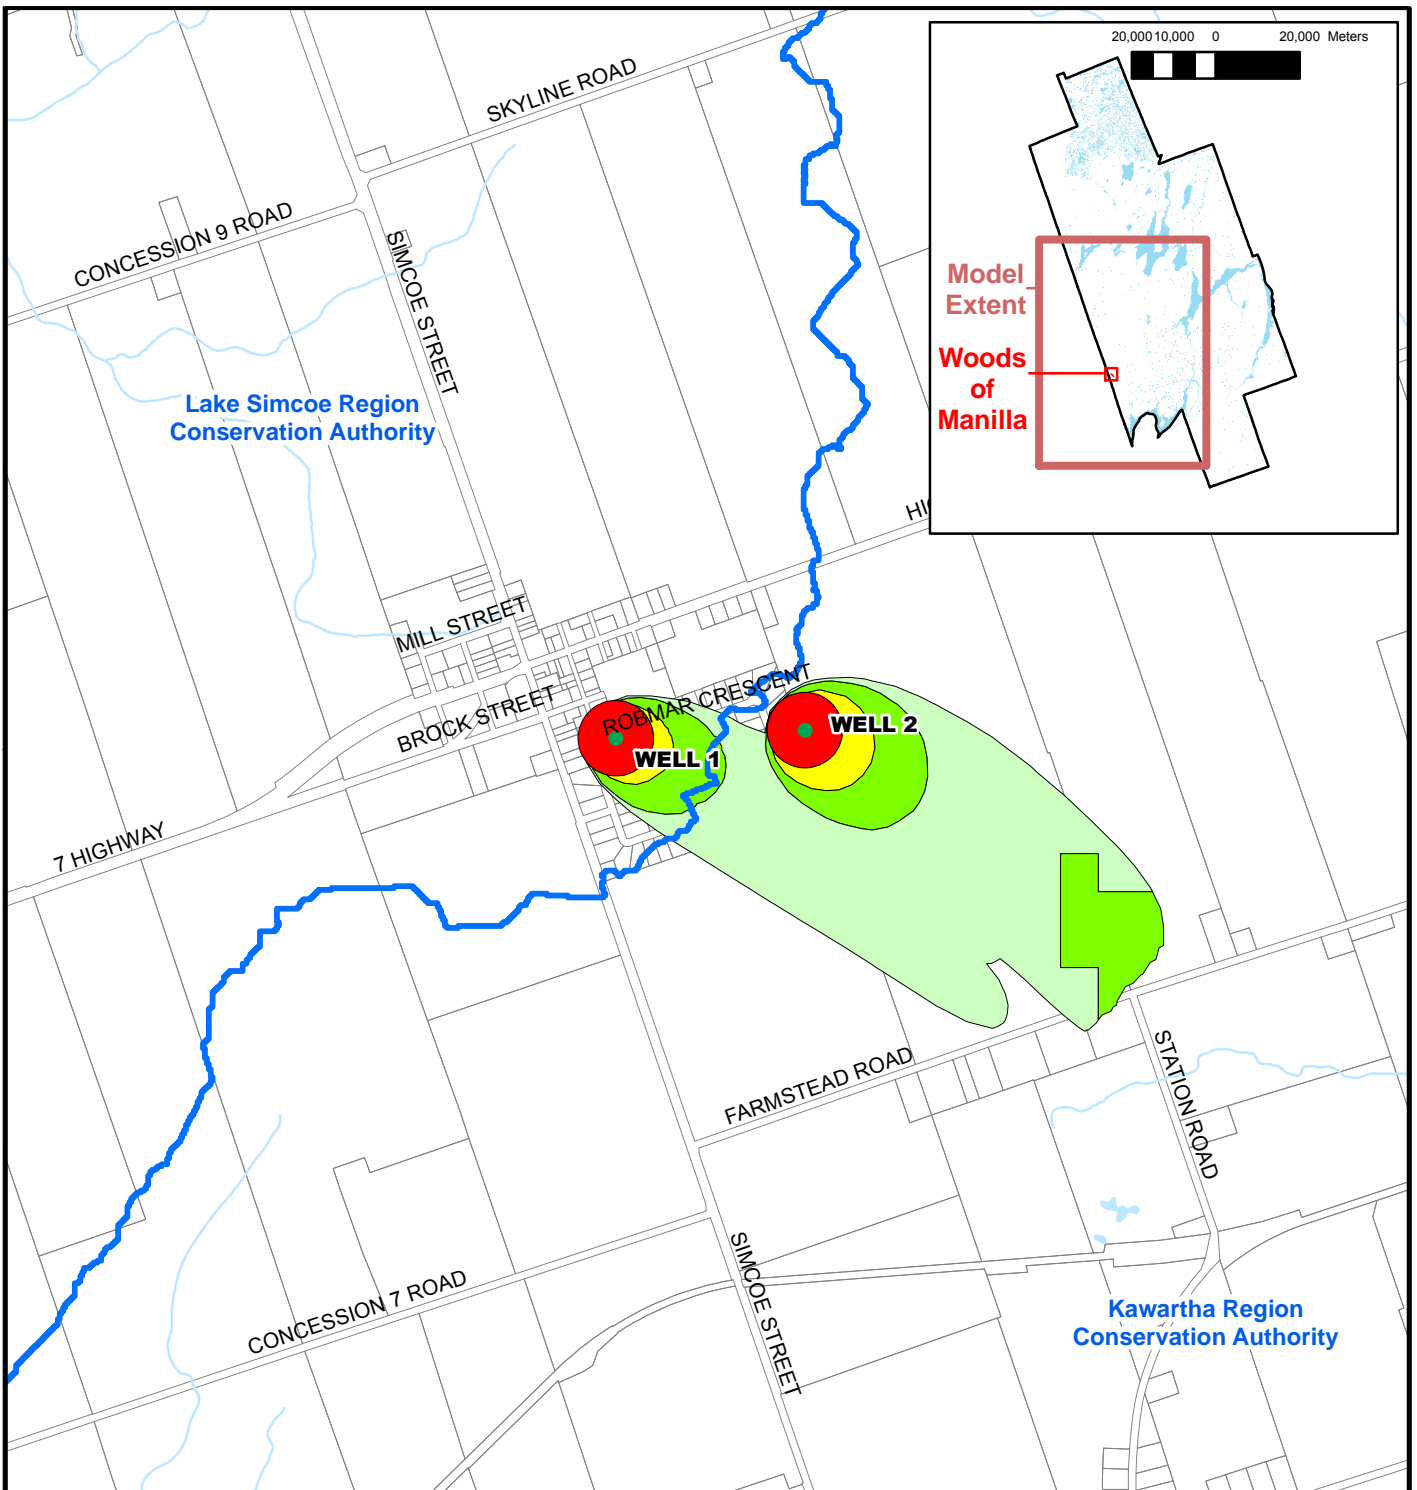 20,000 10,000 0 20,000 Meters
SKYLINE ROAD
CONCESSION 9 ROAD
SIMCOE STREET
Model
Extent
Woods
of
Manilla
Lake Simcoe Region
Conservation Authority
MILL STREET
BROCK STREET
ROBMAR CRESCENT
WELL 1
WELL 2
7 HIGHWAY
FARMSTEAD ROAD
STATION ROAD
CONCESSION 7 ROAD
SIMCOE STREET
Kawartha Region
Conservation Authority